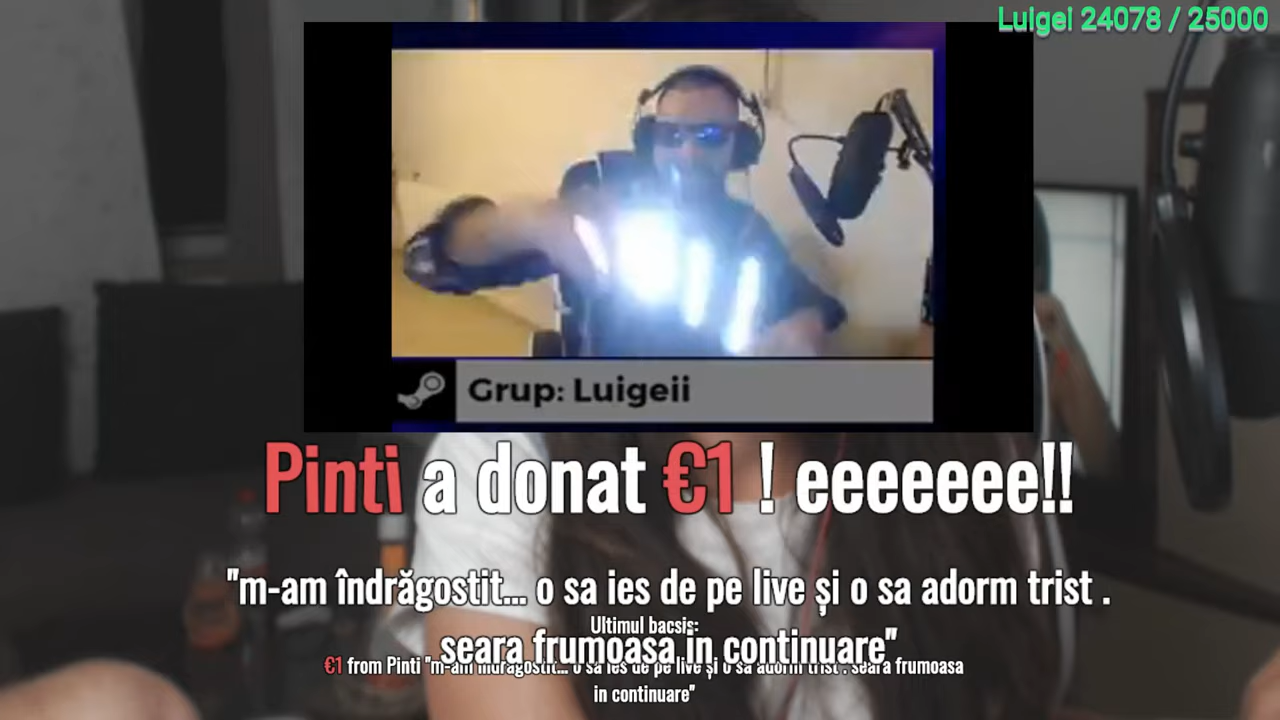 Luigei 24078 / 25000
Grup: Luigeii
Pinti a donat €1 ! eeeeeee!!
"m-am îndrăgostit... o sa ies de pe live și o sa adorm trist .
Ultimul bacsis:
seara frumoasa in continuare"
€1 from Pinti "m-am îndrăgostit... o sa ies de pe live și o sa adorm trist . seara frumoasa
in continuare"